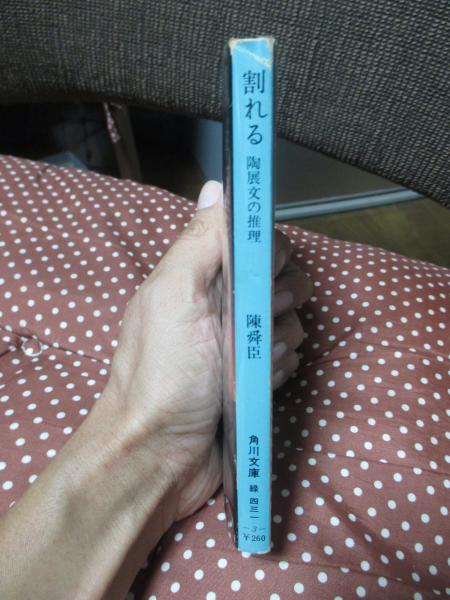 割れる
陶展文の推理
陳舜臣
角川文庫
緑 四三一
－3－
¥260